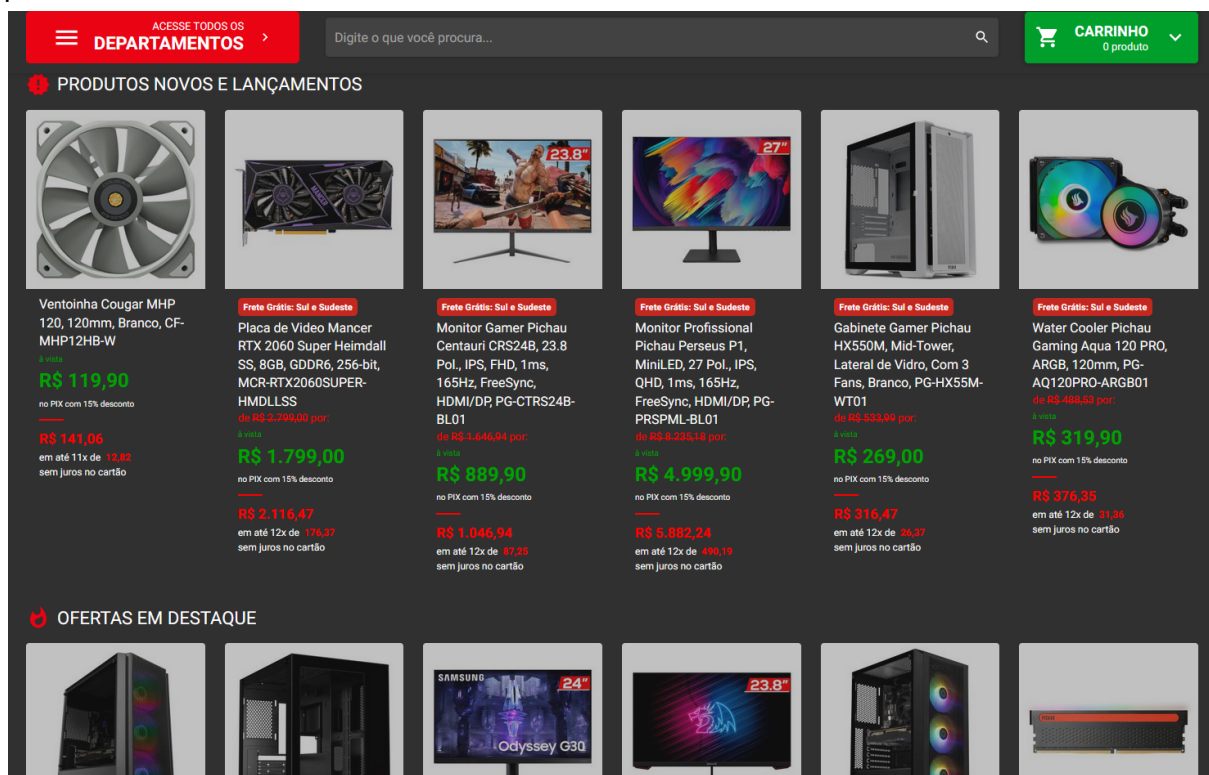 ACESSE TODOS OS
DEPARTAMENTOS
Digite o que você procura...
CARRINHO
0 produto
PRODUTOS NOVOS E LANÇAMENTOS
Ventoinha Cougar MHP
120, 120mm, Branco, CF-
MHP12HB-W
à vista
R$ 119,90
no PIX com 15% desconto
R$ 141,06
em até 11x de 12,82
sem juros no cartão
MANCER
Frete Grátis: Sul e Sudeste
Placa de Video Mancer
RTX 2060 Super Heimdall
SS, 8GB, GDDR6, 256-bit,
MCR-RTX2060SUPER-
HMDLLSS
de R$ 2.799,00 por:
à vista
R$ 1.799,00
no PIX com 15% desconto
R$ 2.116,47
em até 12x de 176,37
sem juros no cartão
23.8"
Frete Grátis: Sul e Sudeste
Monitor Gamer Pichau
Centauri CRS24B, 23.8
Pol., IPS, FHD, 1ms,
165Hz, FreeSync,
HDMI/DP, PG-CTRS24B-
BL01
de R$ 1.646,94 por:
à vista
R$ 889,90
no PIX com 15% desconto
R$ 1.046,94
em até 12x de 87,25
sem juros no cartão
27"
Frete Grátis: Sul e Sudeste
Monitor Profissional
Pichau Perseus P1,
MiniLED, 27 Pol., IPS,
QHD, 1ms, 165Hz,
FreeSync, HDMI/DP, PG-
PRSPML-BL01
de R$ 8.235,18 por:
à vista
R$ 4.999,90
no PIX com 15% desconto
R$ 5.882,24
em até 12x de 490,19
sem juros no cartão
Frete Grátis: Sul e Sudeste
Gabinete Gamer Pichau
HX550M, Mid-Tower,
Lateral de Vidro, Com 3
Fans, Branco, PG-HX55M-
WT01
de R$ 533,99 por:
à vista
R$ 269,00
no PIX com 15% desconto
R$ 316,47
em até 12x de 26,37
sem juros no cartão
Frete Grátis: Sul e Sudeste
Water Cooler Pichau
Gaming Aqua 120 PRO,
ARGB, 120mm, PG-
AQ120PRO-ARGB01
de R$ 488,53 por:
à vista
R$ 319,90
no PIX com 15% desconto
R$ 376,35
em até 12x de 31,36
sem juros no cartão
OFERTAS EM DESTAQUE
SAMSUNG
24"
Odyssey G30
23.8"